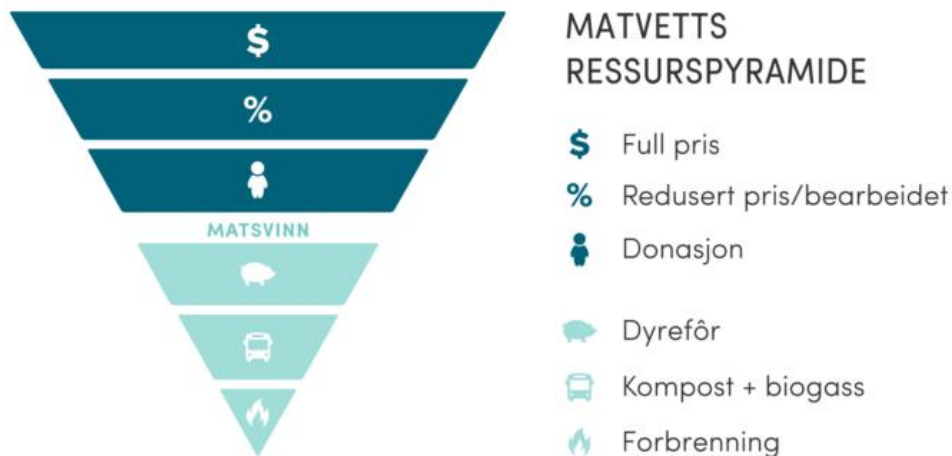 MATVETTS
RESSURSPYRAMIDE
$
%
MATSVINN
$ Full pris
% Redusert pris/bearbeidet
Donasjon
Dyrefôr
Kompost + biogass
Forbrenning